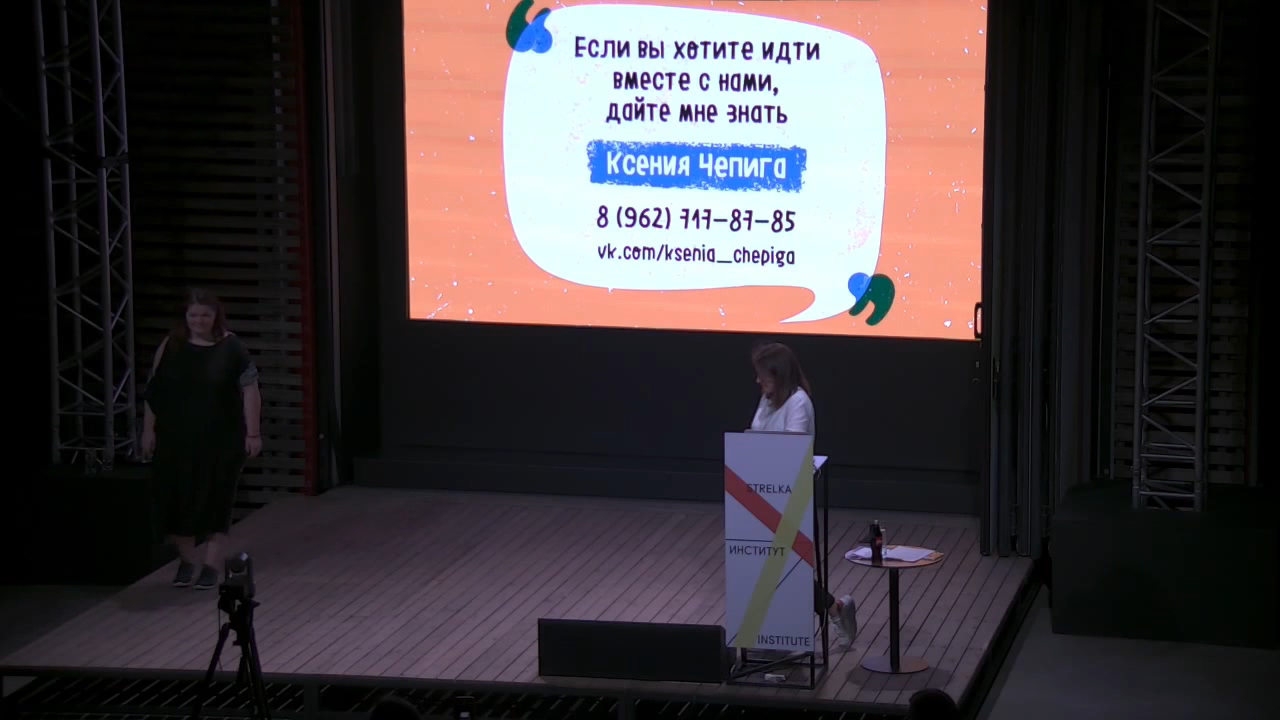 Если вы хотите идти
вместе с нами,
дайте мне знать
Ксения Чепига
8 (962) 717-87-85
vk.com/ksenia_chepiga
STRELKA
ИНСТИТУТ
INSTITUTE